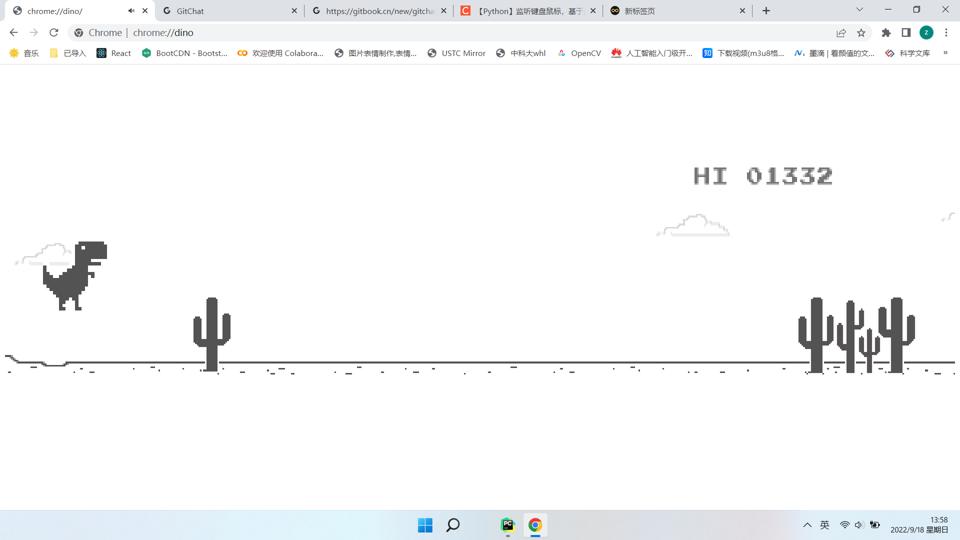 chrome://dino/
GitChat
https://gitbook.cn/new/gitcha
【Python】监听键盘鼠标，基于
新标签页
Chrome | chrome://dino
z
音乐
已导入
React
BootCDN - Bootst...
欢迎使用 Colabora...
图片表情制作,表情...
USTC Mirror
中科大whl
OpenCV
人工智能入门极开...
知 下载视频(m3u8格...
墨滴 | 看颜值的文...
科学文库
»
HI 01332
PC
英
13:58
2022/9/18 星期日